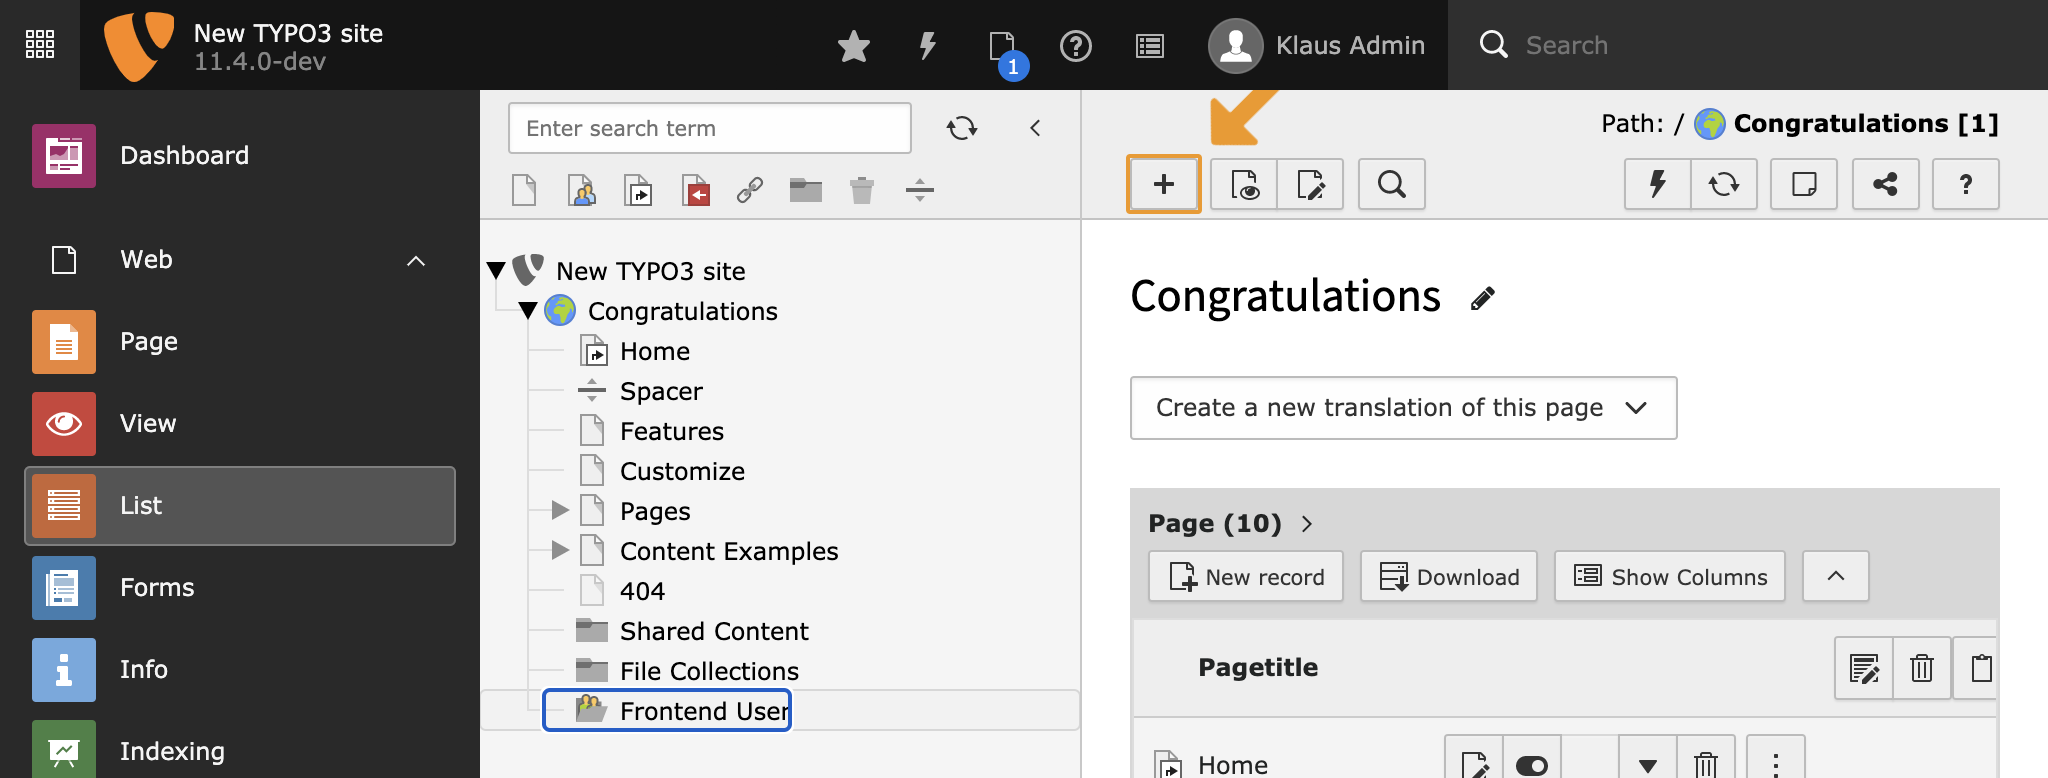 New TYPO3 site
11.4.0-dev
1
Klaus Admin
Search
Dashboard
Web
Page
View
List
Forms
Info
Indexing
Enter search term
New TYPO3 site
Congratulations
Home
Spacer
Features
Customize
Pages
Content Examples
404
Shared Content
File Collections
Frontend User
Path: / Congratulations [1]
?
Congratulations
Create a new translation of this page
Page (10)
New record
Download
Show Columns
Pagetitle
Home